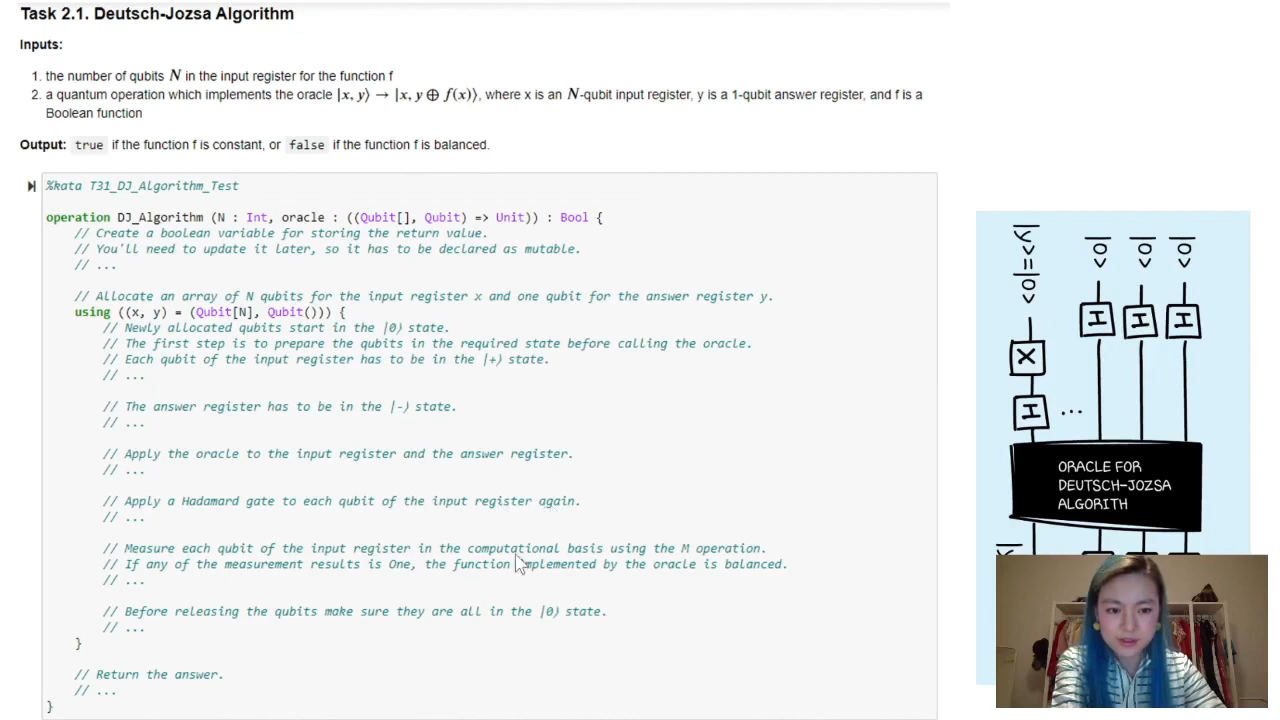 Task 2.1. Deutsch-Jozsa Algorithm
Inputs:
1. the number of qubits N in the input register for the function f
2. a quantum operation which implements the oracle |x, y⟩ → |x, y ⊕ f(x)⟩, where x is an N-qubit input register, y is a 1-qubit answer register, and f is a
Boolean function
Output: true if the function f is constant, or false if the function f is balanced.
%kata T31_DJ_Algorithm_Test
operation DJ_Algorithm (N : Int, oracle : ((Qubit[], Qubit) => Unit)) : Bool {
// Create a boolean variable for storing the return value.
// You'll need to update it later, so it has to be declared as mutable.
// ...
// Allocate an array of N qubits for the input register x and one qubit for the answer register y.
using ((x, y) = (Qubit[N], Qubit())) {
// Newly allocated qubits start in the |0⟩ state.
// The first step is to prepare the qubits in the required state before calling the oracle.
// Each qubit of the input register has to be in the |+⟩ state.
// ...
// The answer register has to be in the |-⟩ state.
// ...
// Apply the oracle to the input register and the answer register.
// ...
// Apply a Hadamard gate to each qubit of the input register again.
// ...
// Measure each qubit of the input register in the computational basis using the M operation.
// If any of the measurement results is One, the function implemented by the oracle is balanced.
// ...
// Before releasing the qubits make sure they are all in the |0⟩ state.
// ...
}
// Return the answer.
// ...
}
|y>=|0>
|0>
|0>
|0>
H
H
H
X
H
...
ORACLE FOR
DEUTSCH-JOZSA
ALGORITH